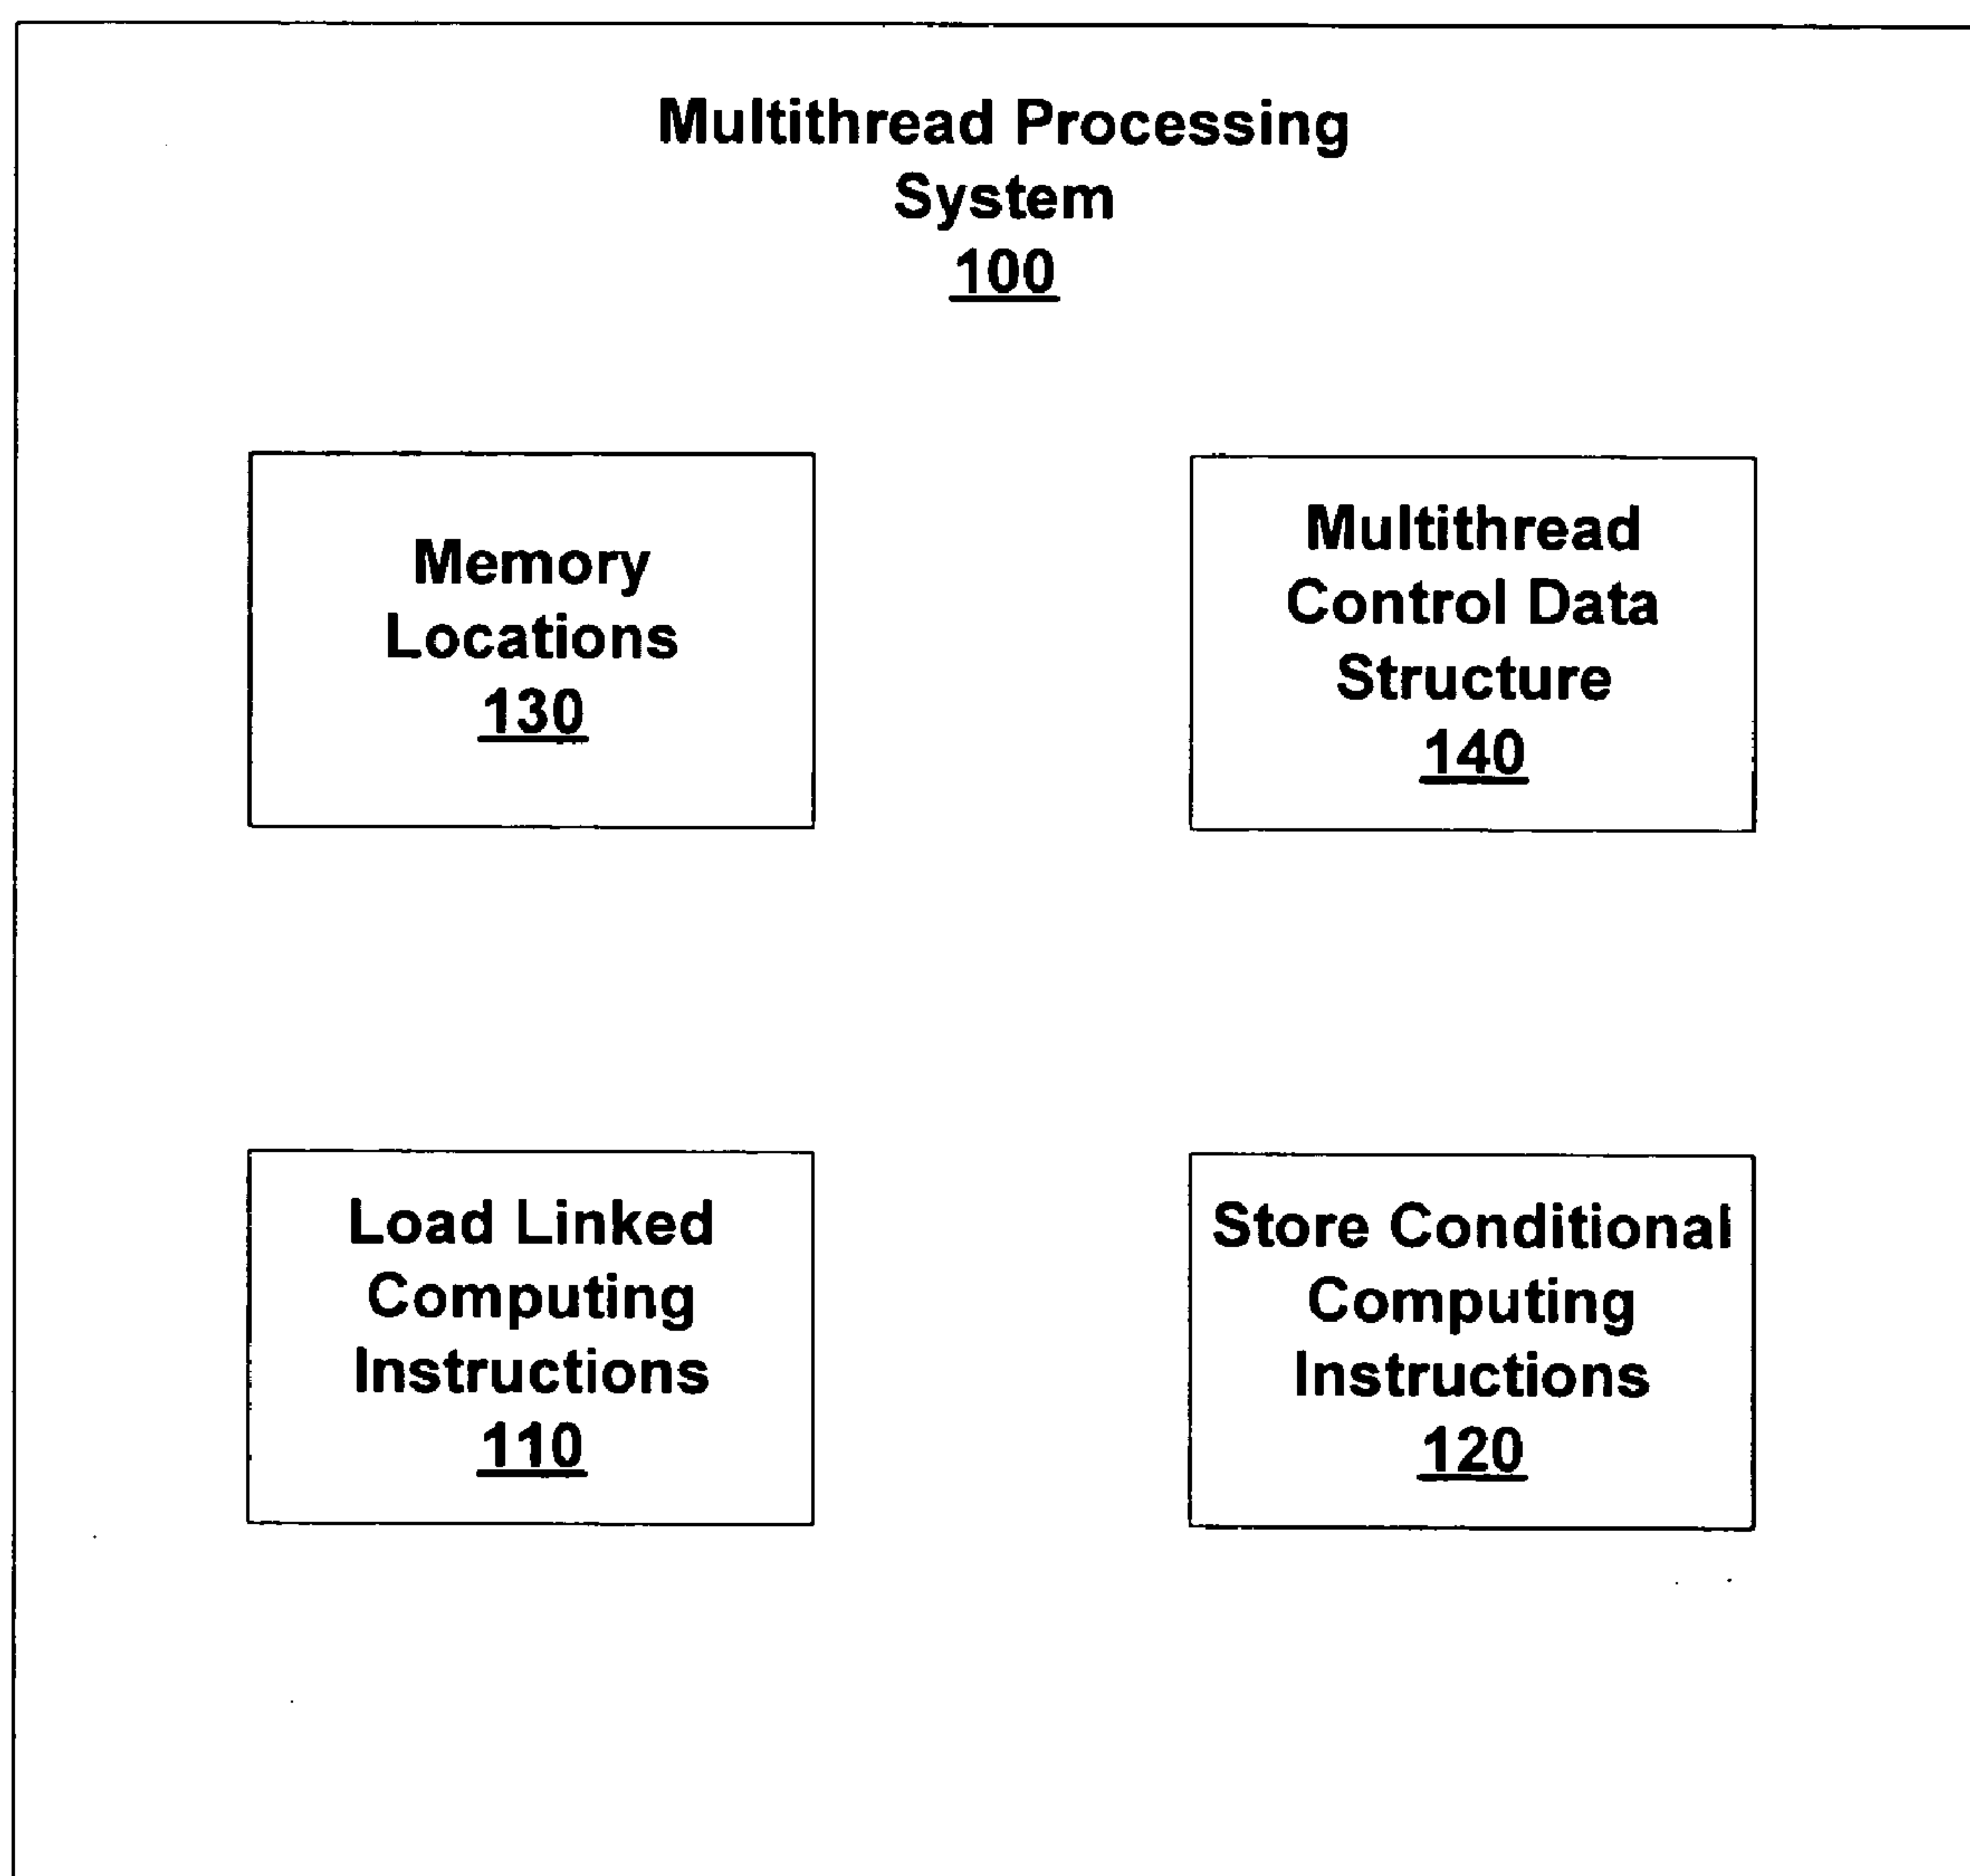 Multithread Processing
System
100
Memory
Locations
130
Multithread
Control Data
Structure
140
Load Linked
Computing
Instructions
110
Store Conditional
Computing
Instructions
120